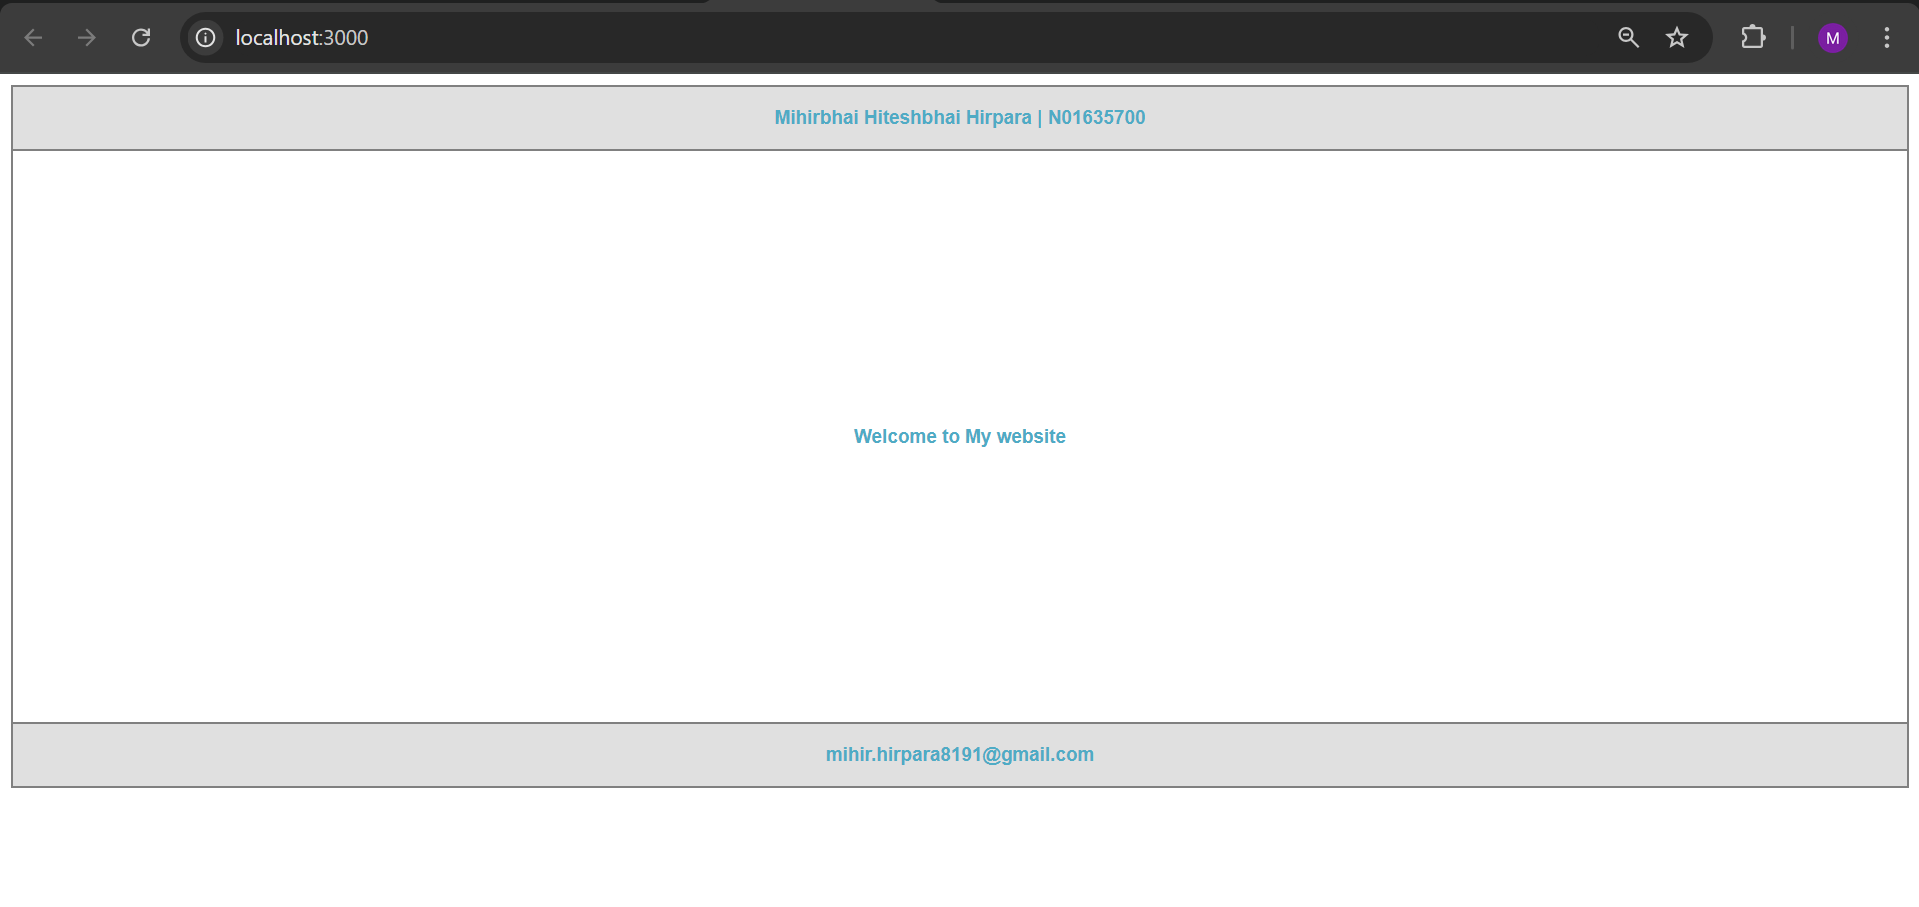 localhost:3000
M
Mihirbhai Hiteshbhai Hirpara | N01635700
Welcome to My website
mihir.hirpara8191@gmail.com